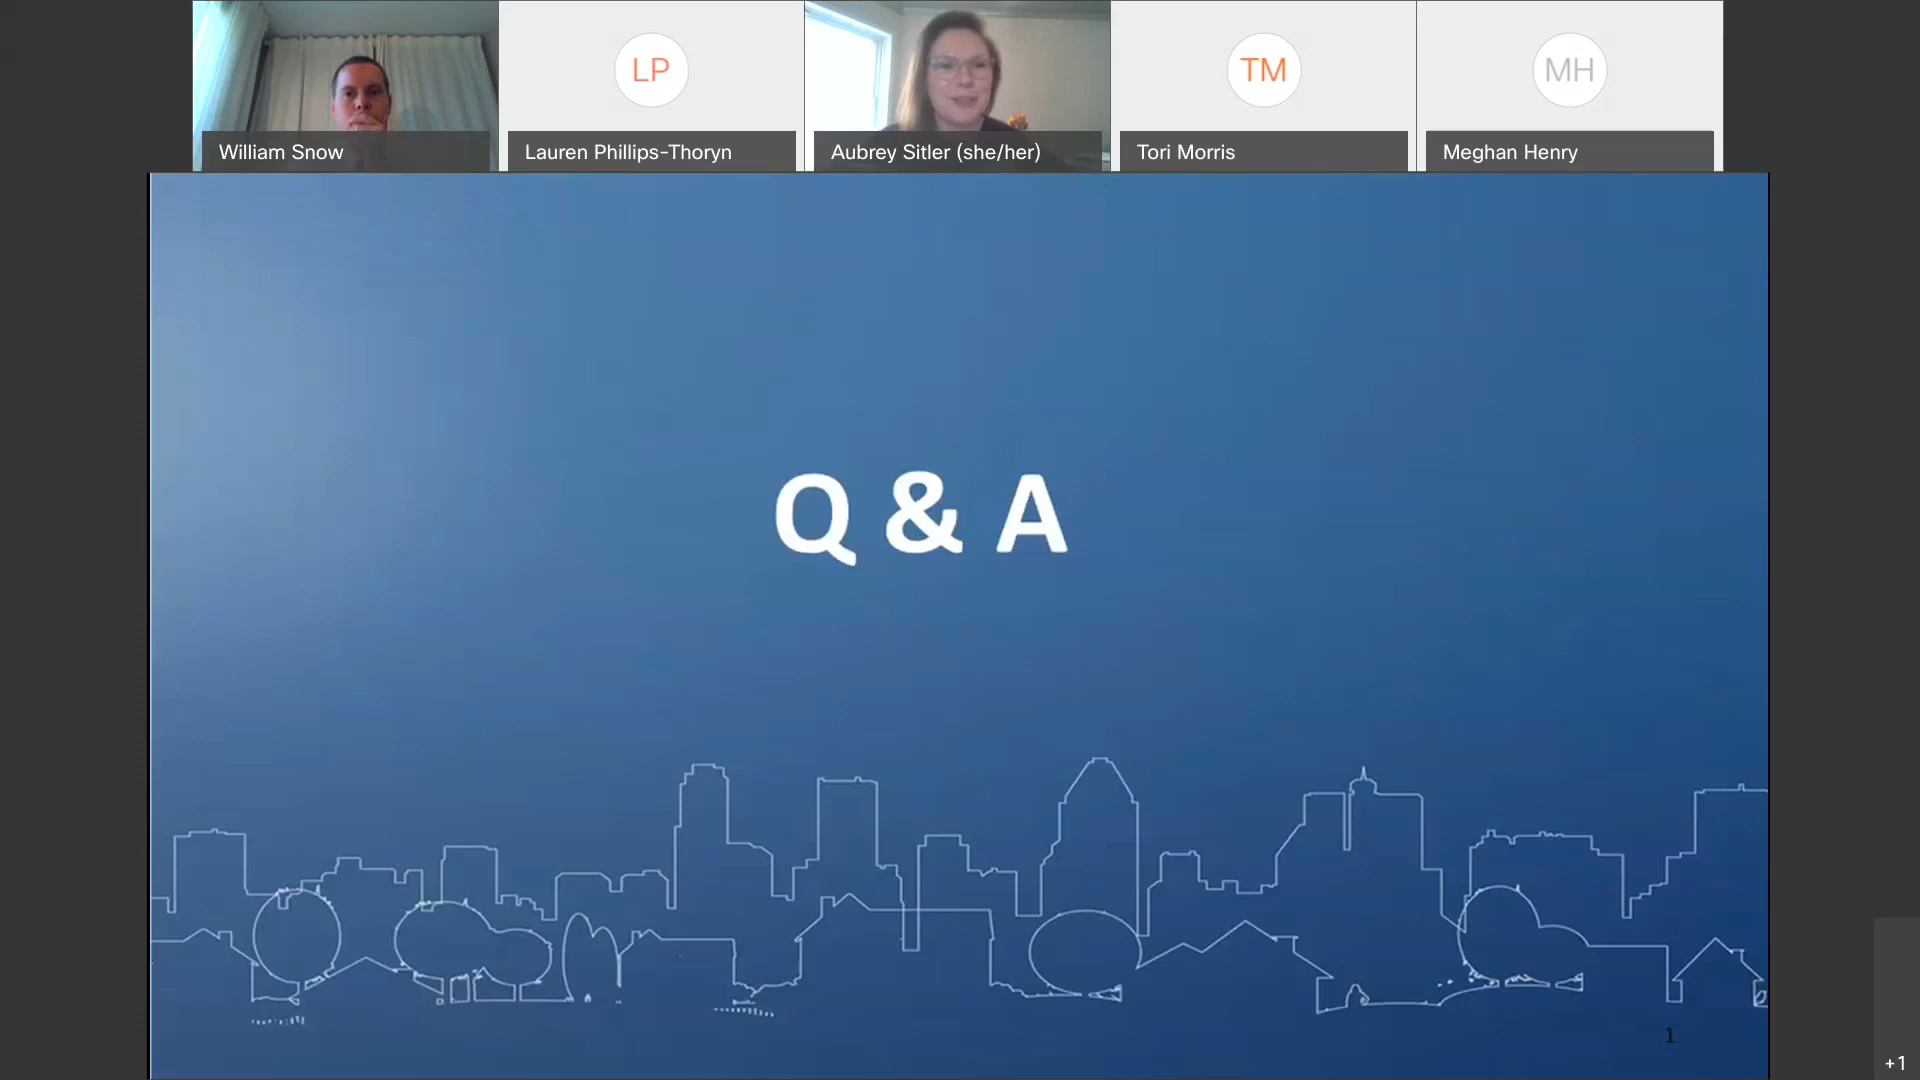 LP
TM
MH
William Snow
Lauren Phillips-Thoryn
Aubrey Sitler (she/her)
Tori Morris
Meghan Henry
Q & A
1
+1